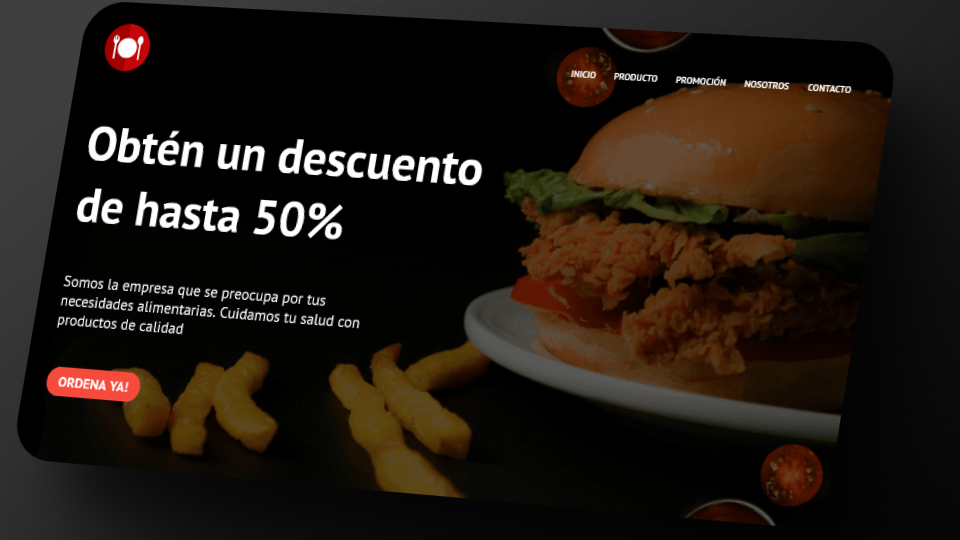 INICIO PRODUCTO PROMOCIÓN NOSOTROS CONTACTO
Obtén un descuento
de hasta 50%
Somos la empresa que se preocupa por tus
necesidades alimentarias. Cuidamos tu salud con
productos de calidad
ORDENA YA!